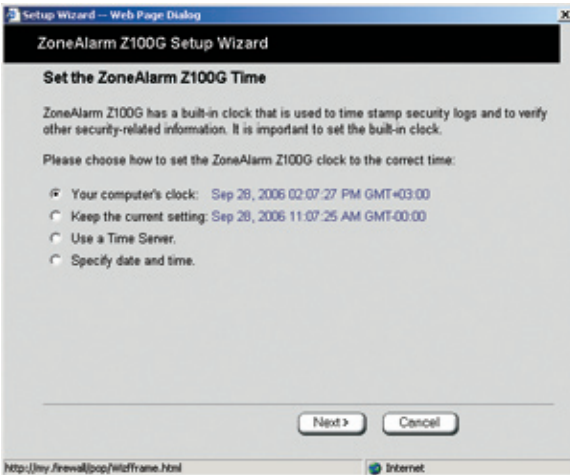 Setup Wizard -- Web Page Dialog
X
ZoneAlarm Z100G Setup Wizard
Set the ZoneAlarm Z100G Time
ZoneAlarm Z100G has a built-in clock that is used to time stamp security logs and to verify
other security-related information. It is important to set the built-in clock.
Please choose how to set the ZoneAlarm Z100G clock to the correct time:
Your computer's clock: Sep 28, 2006 02:07:27 PM GMT+03:00
Keep the current setting: Sep 28, 2006 11:07:25 AM GMT-00:00
Use a Time Server.
Specify date and time.
Next> Cancel
http://my.firewall/pop/WizfFrame.html Internet